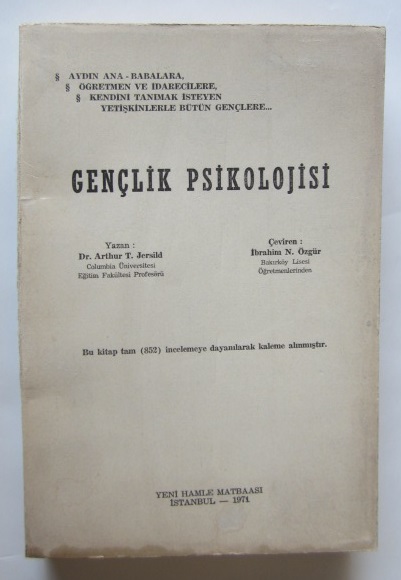 § AYDIN ANA - BABALARA,
§ ÖĞRETMEN VE İDARECİLERE,
§ KENDİNİ TANIMAK İSTEYEN
YETİŞKİNLERLE BÜTÜN GENÇLERE...
GENÇLİK PSİKOLOJİSİ
Yazan :
Dr. Arthur T. Jersild
Columbia Üniversitesi
Eğitim Fakültesi Profesörü
Çeviren :
İbrahim N. Özgür
Bakırköy Lisesi
Öğretmenlerinden
Bu kitap tam (852) incelemeye dayanılarak kaleme alınmıştır.
YENİ HAMLE MATBAASI
İSTANBUL — 1971